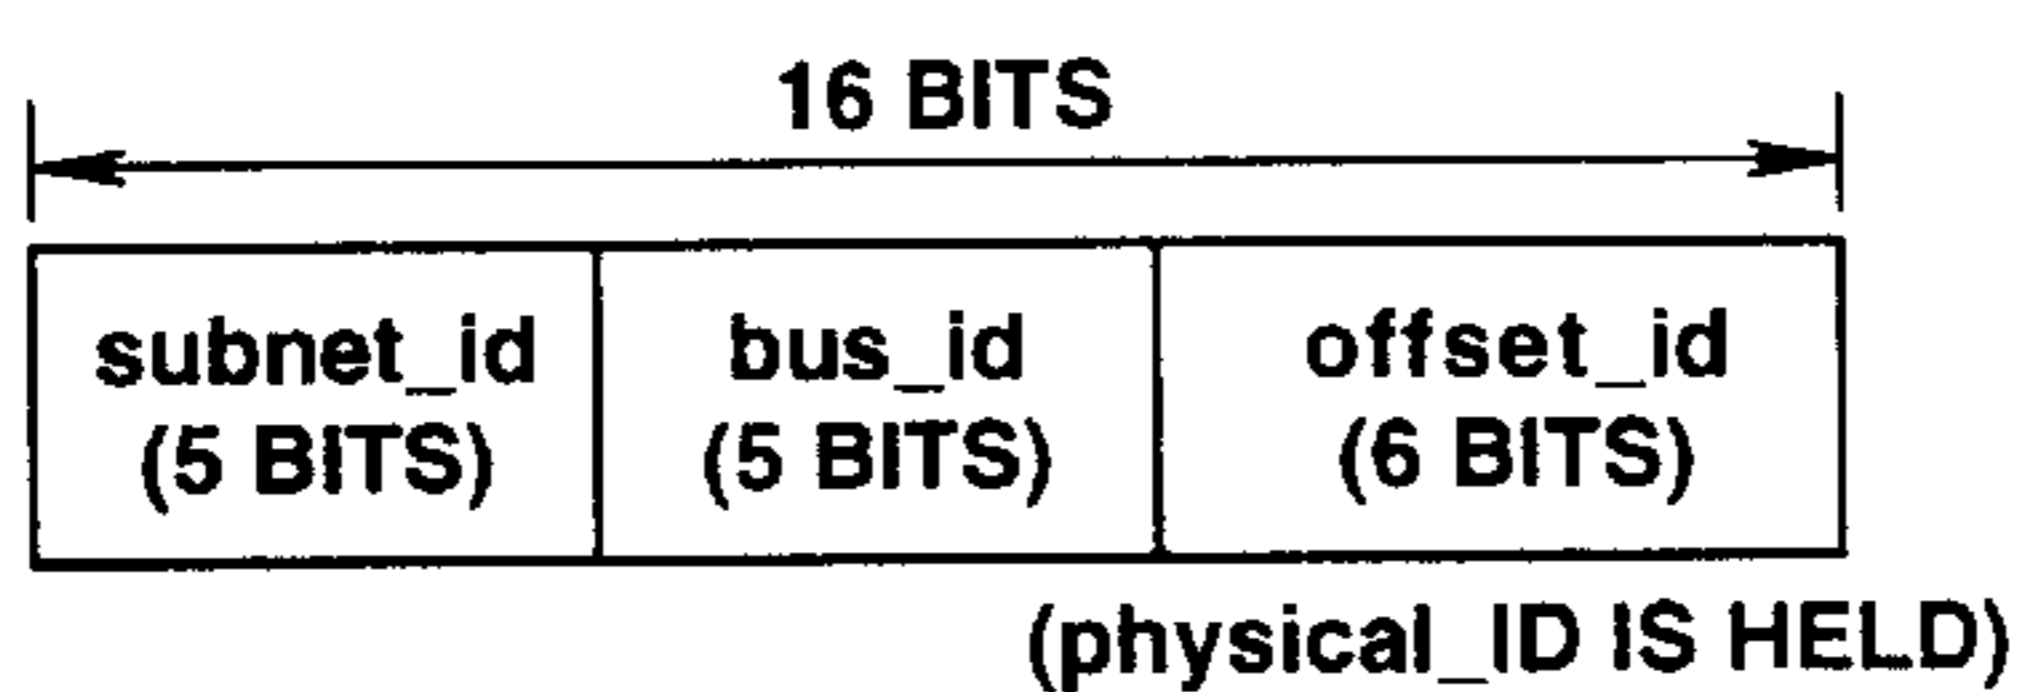 16 BITS
subnet_id bus_id offset_id
(5 BITS) (5 BITS) (6 BITS)
(physical_ID IS HELD)